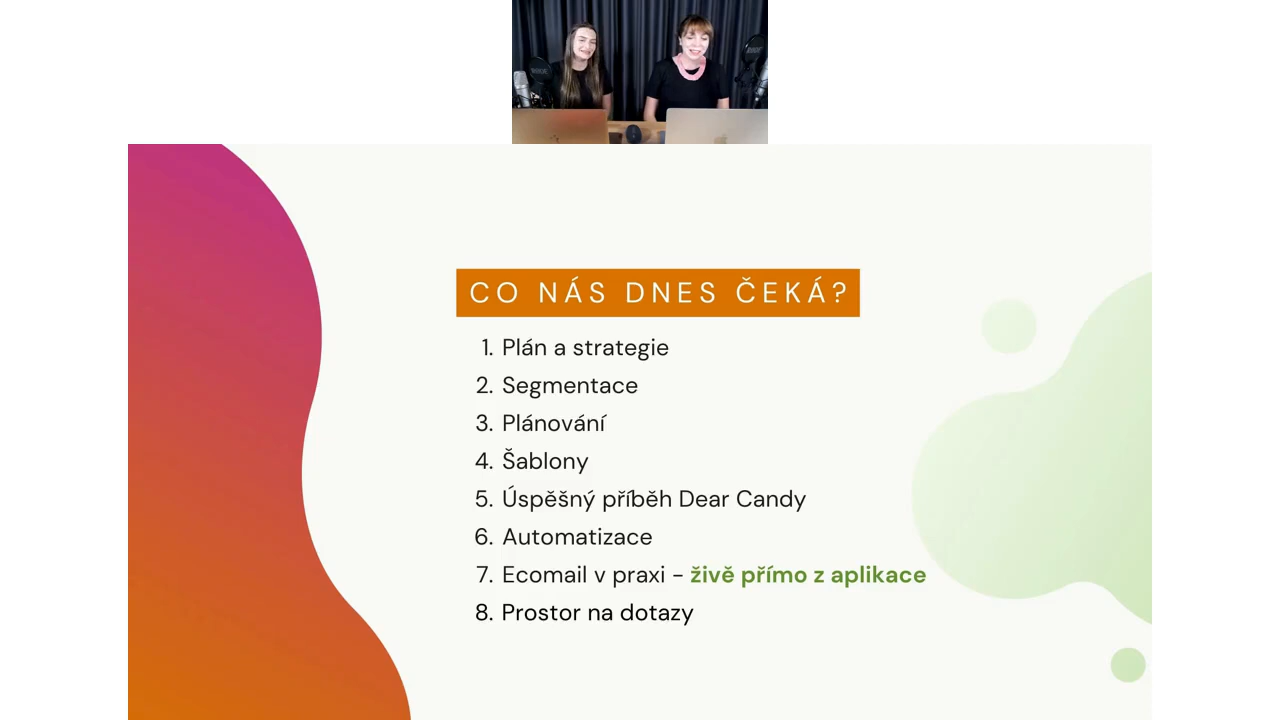 CO NÁS DNES ČEKÁ?
1. Plán a strategie
2. Segmentace
3. Plánování
4. Šablony
5. Úspěšný příběh Dear Candy
6. Automatizace
7. Ecomail v praxi - živě přímo z aplikace
8. Prostor na dotazy